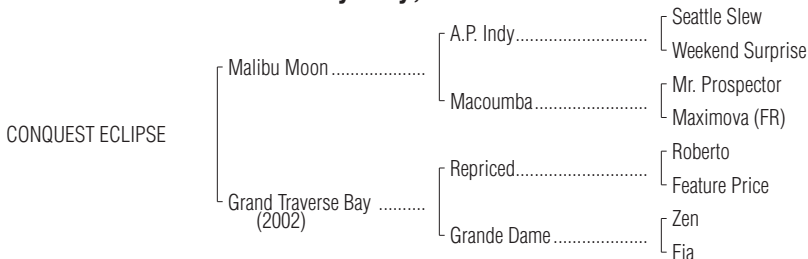 Seattle Slew
A.P. Indy
Weekend Surprise
Malibu Moon
Mr. Prospector
Macoumba
Maximova (FR)
CONQUEST ECLIPSE
Roberto
Repriced
Feature Price
Grand Traverse Bay
(2002)
Zen
Grande Dame